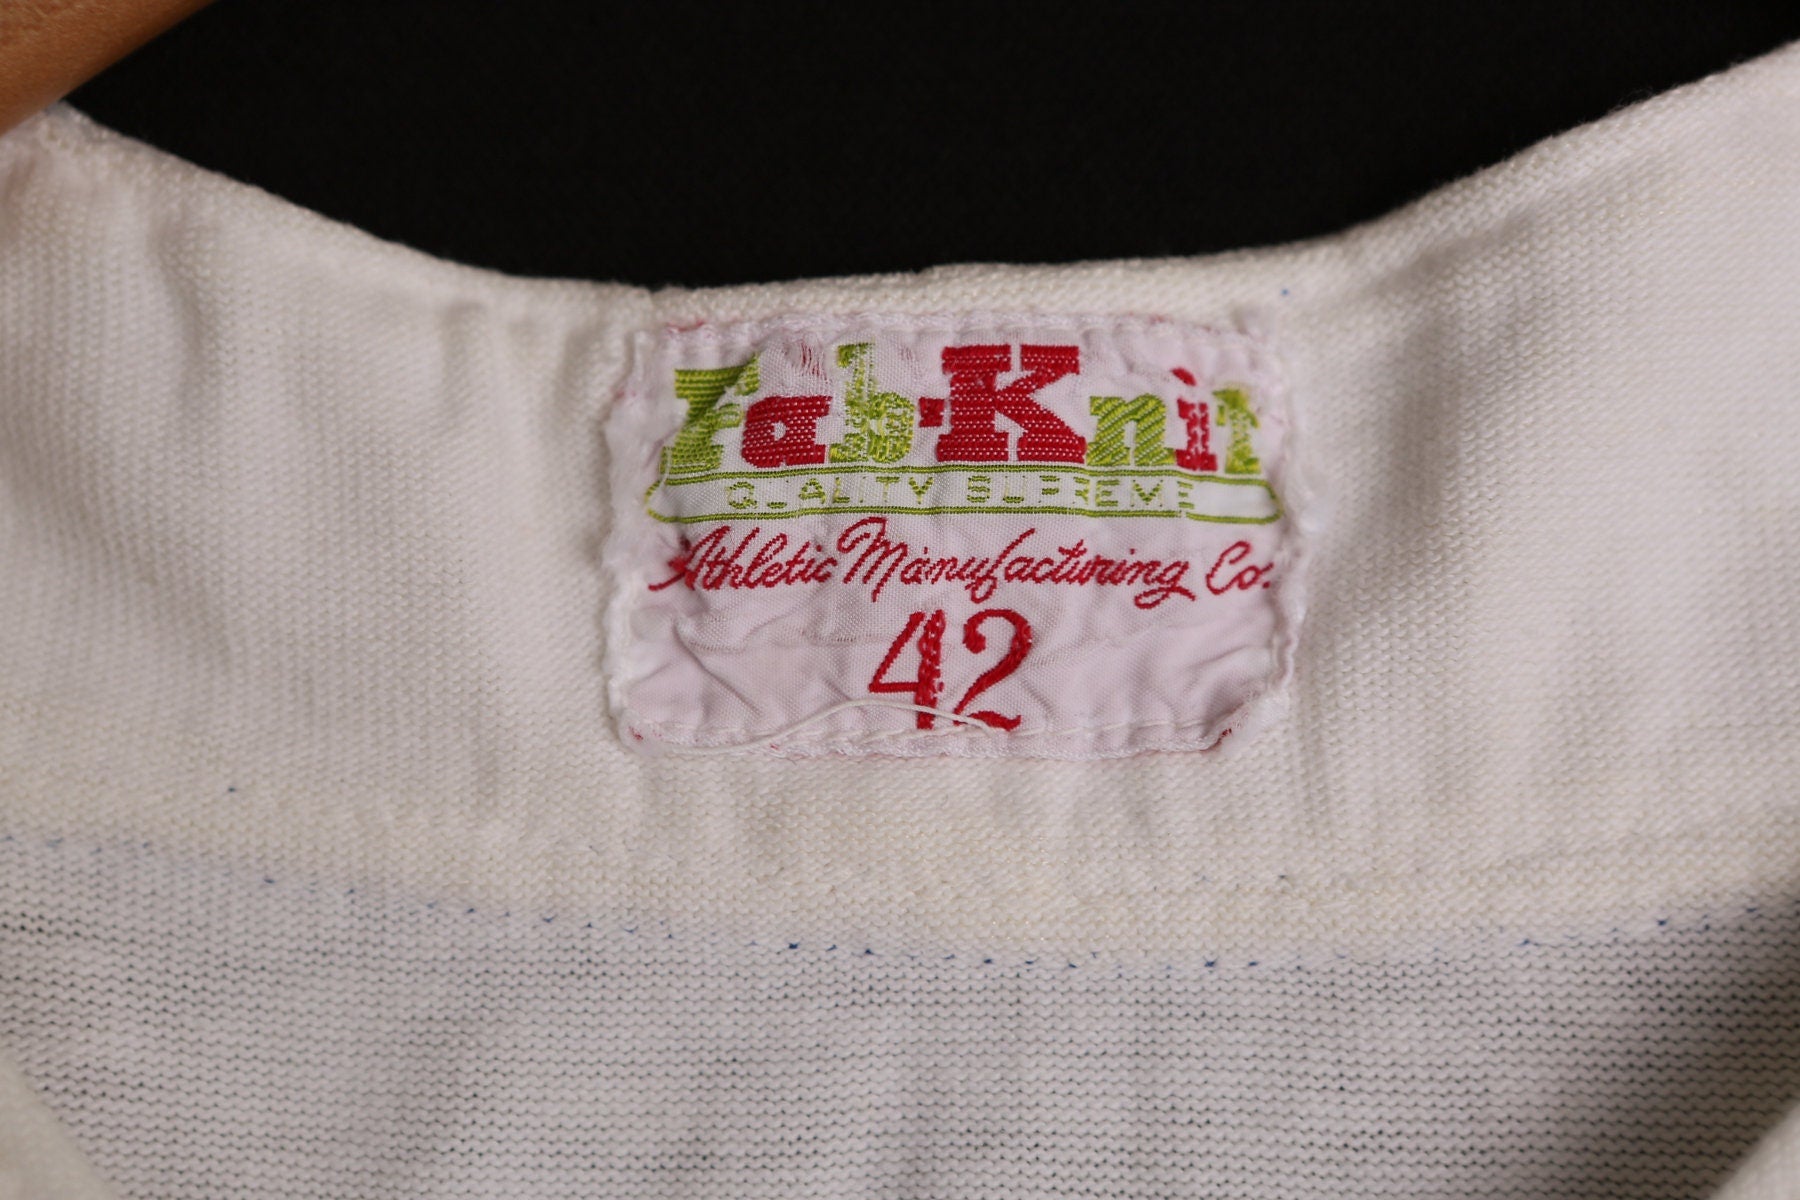 Fab-Knit
QUALITY SUPREME
Athletic Manufacturing Co.
42